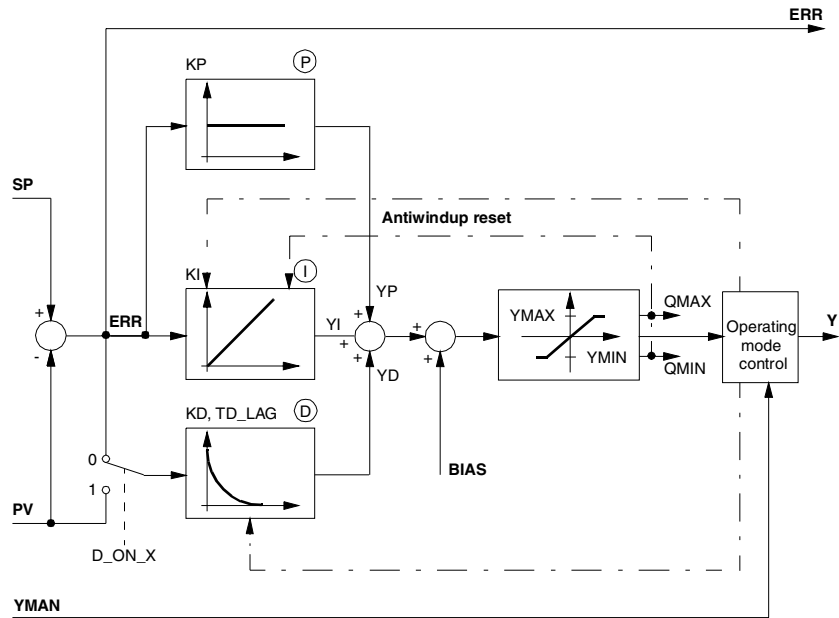 ERR
KP
P
SP
Antiwindup reset
KI
I
YP
+
ERR
YI
+
+
+
+
+
YMAX
YMIN
QMAX
QMIN
Operating
mode
control
Y
-
YD
KD, TD_LAG
D
0
1
BIAS
PV
D_ON_X
YMAN